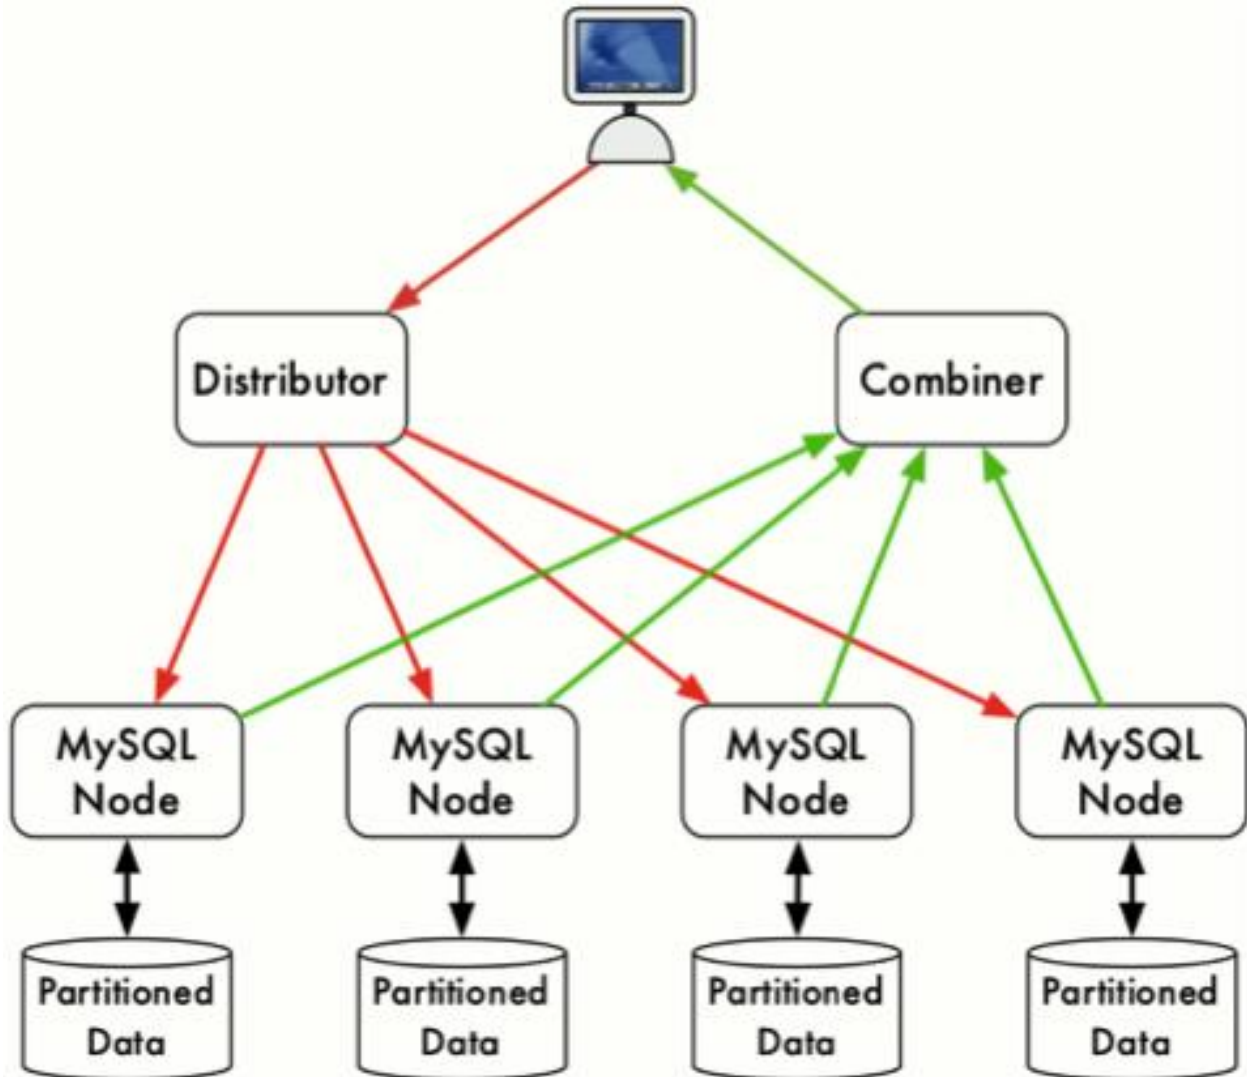 Distributor
Combiner
MySQL
Node
MySQL
Node
MySQL
Node
MySQL
Node
Partitioned
Data
Partitioned
Data
Partitioned
Data
Partitioned
Data